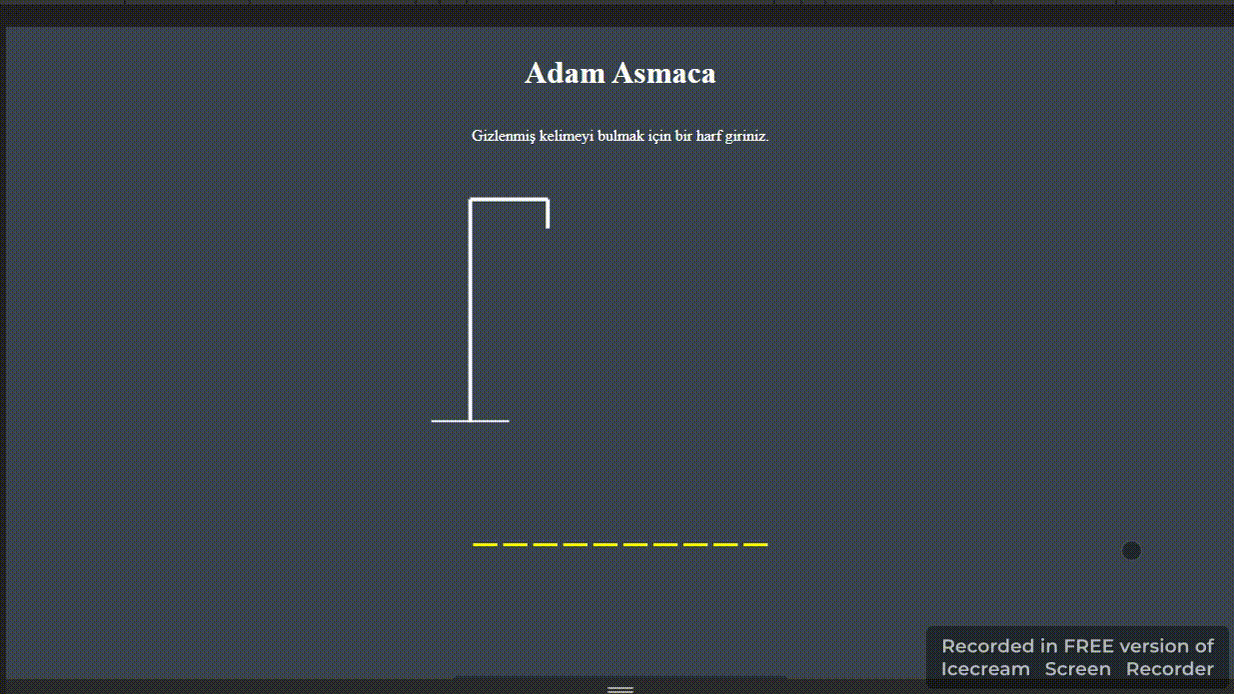 Adam Asmaca
Gizlenmiş kelimeyi bulmak için bir harf giriniz.
Recorded in FREE version of
Icecream Screen Recorder